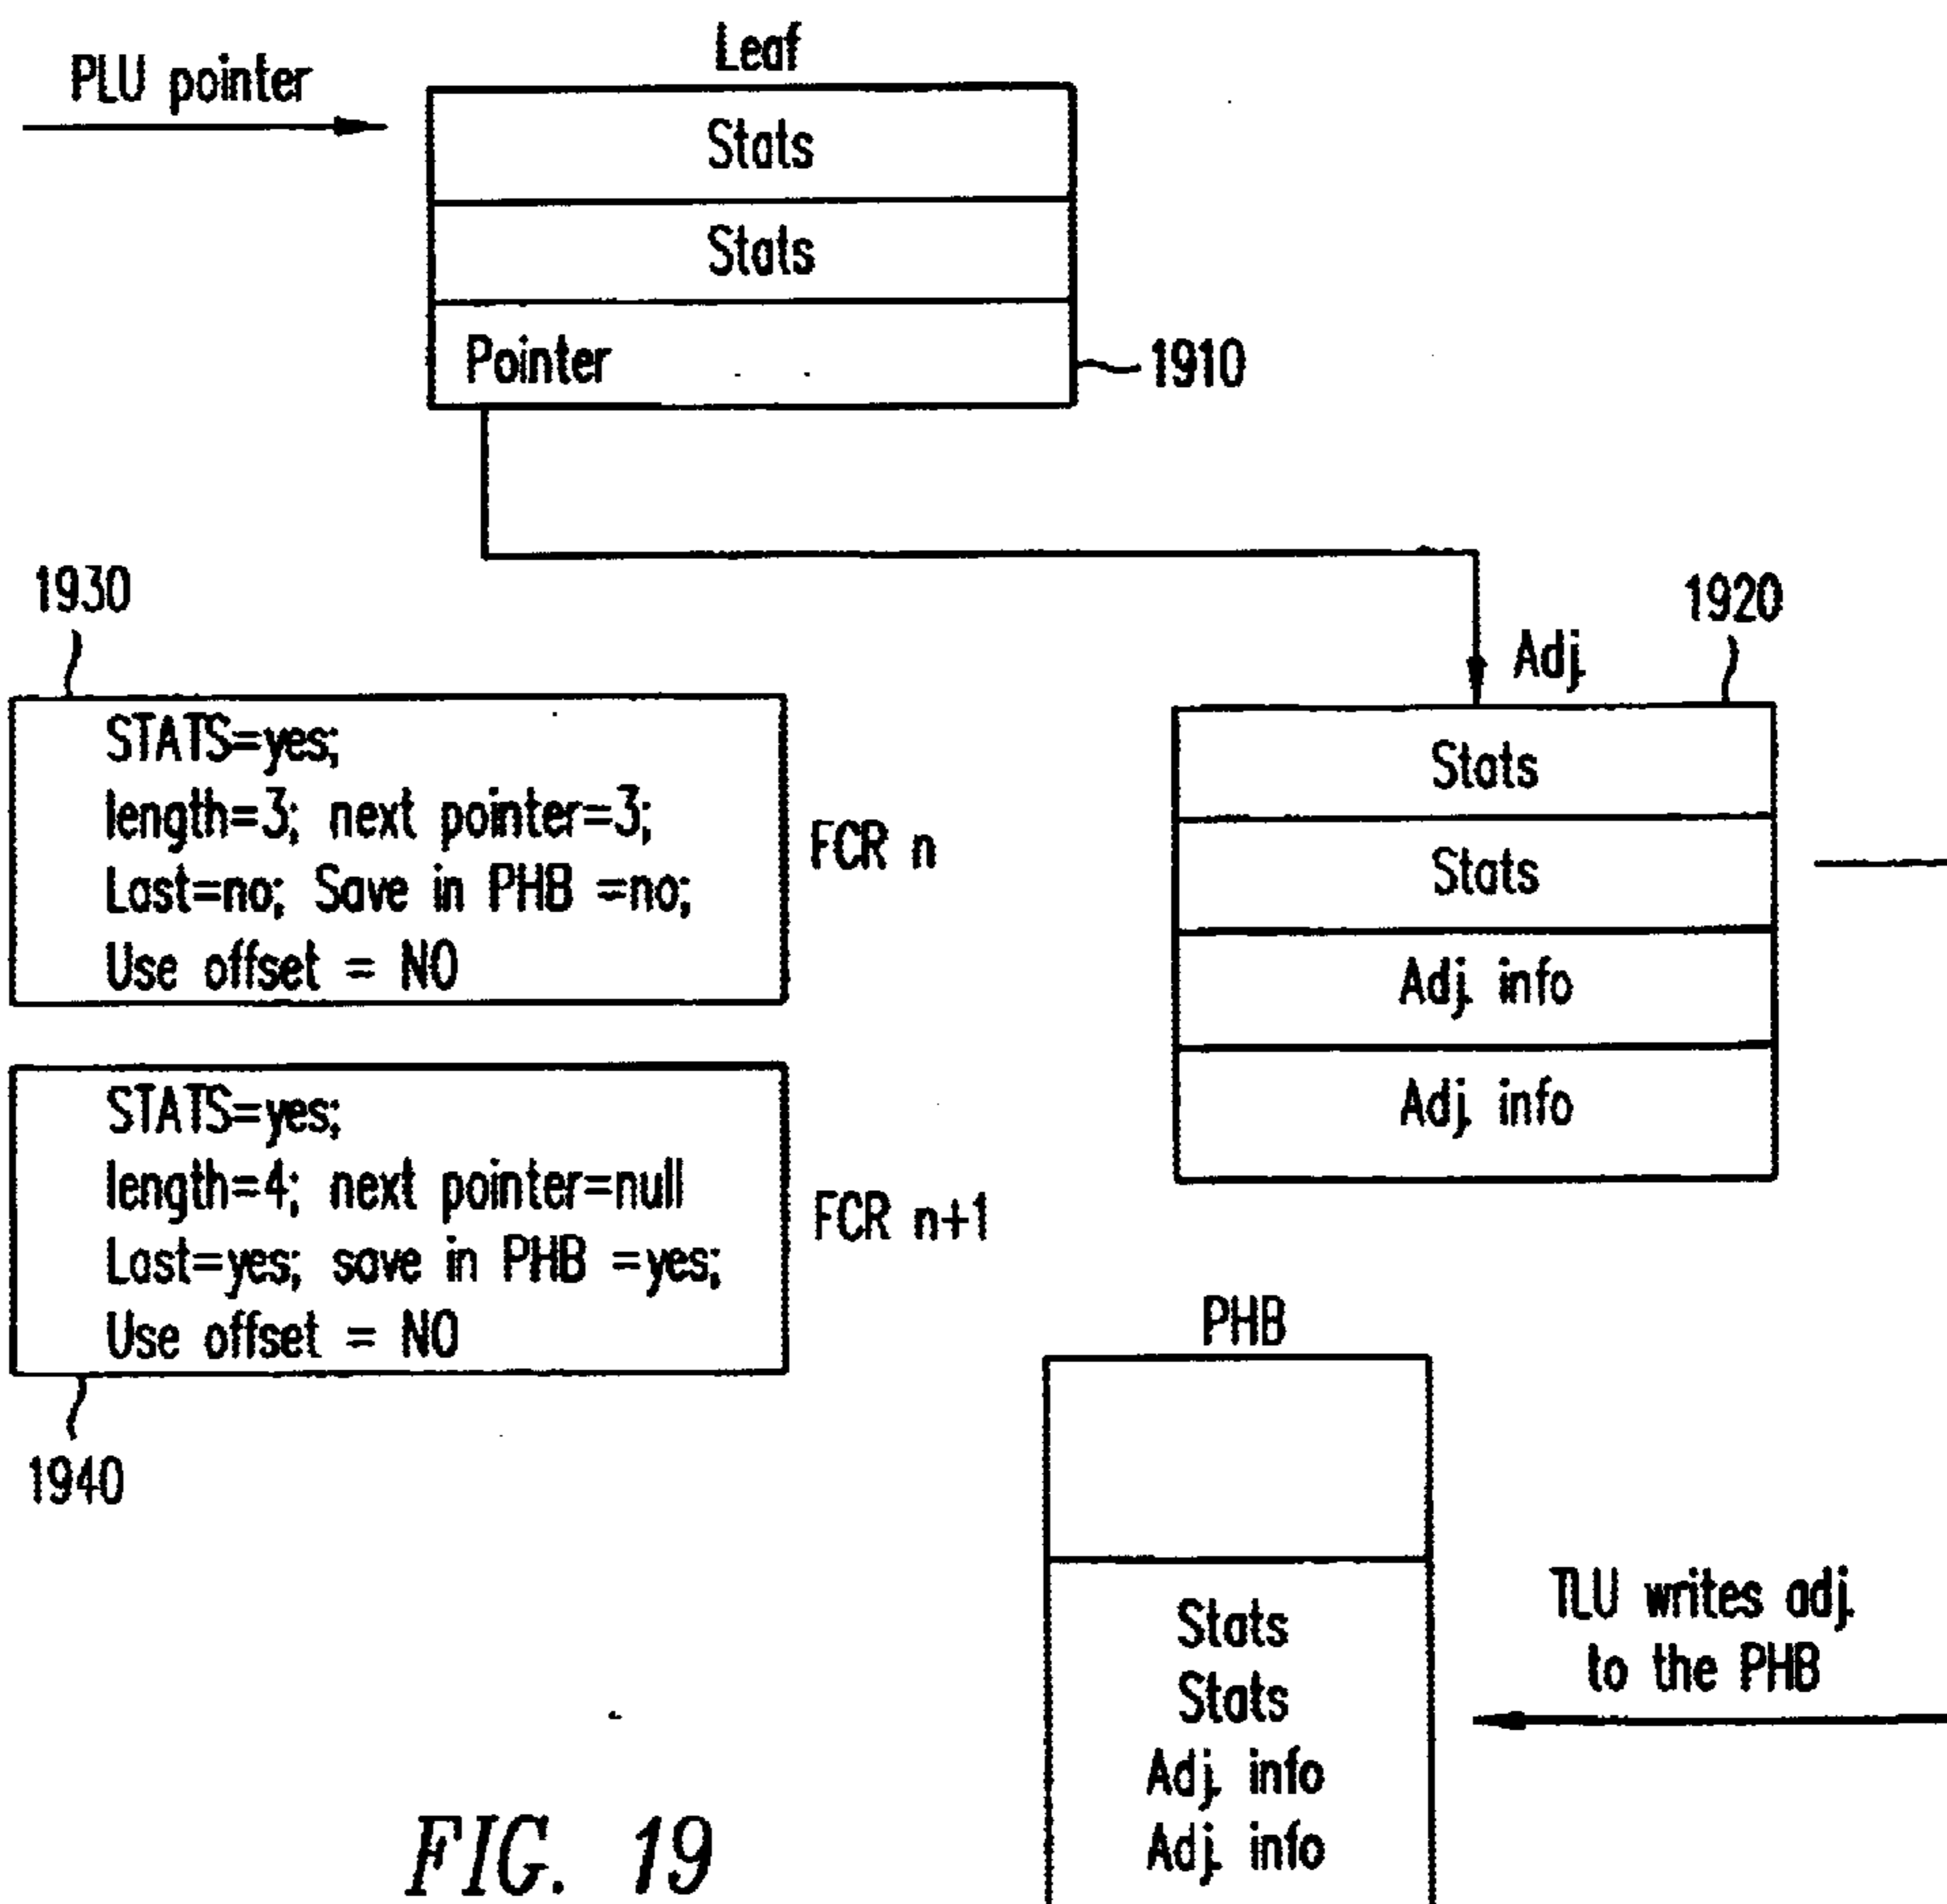 Leaf
PLU pointer
Stats
Stats
Pointer
1910
1930
1920
Adj.
STATS=yes;
length=3; next pointer=3;
Last=no; Save in PHB =no;
Use offset = NO
FCR n
Stats
Stats
Adj. info
Adj. info
STATS=yes;
length=4; next pointer=null
Last=yes; save in PHB =yes;
Use offset = NO
FCR n+1
1940
PHB
Stats
Stats
Adj. info
Adj. info
TLU writes adj.
to the PHB
FIG. 19